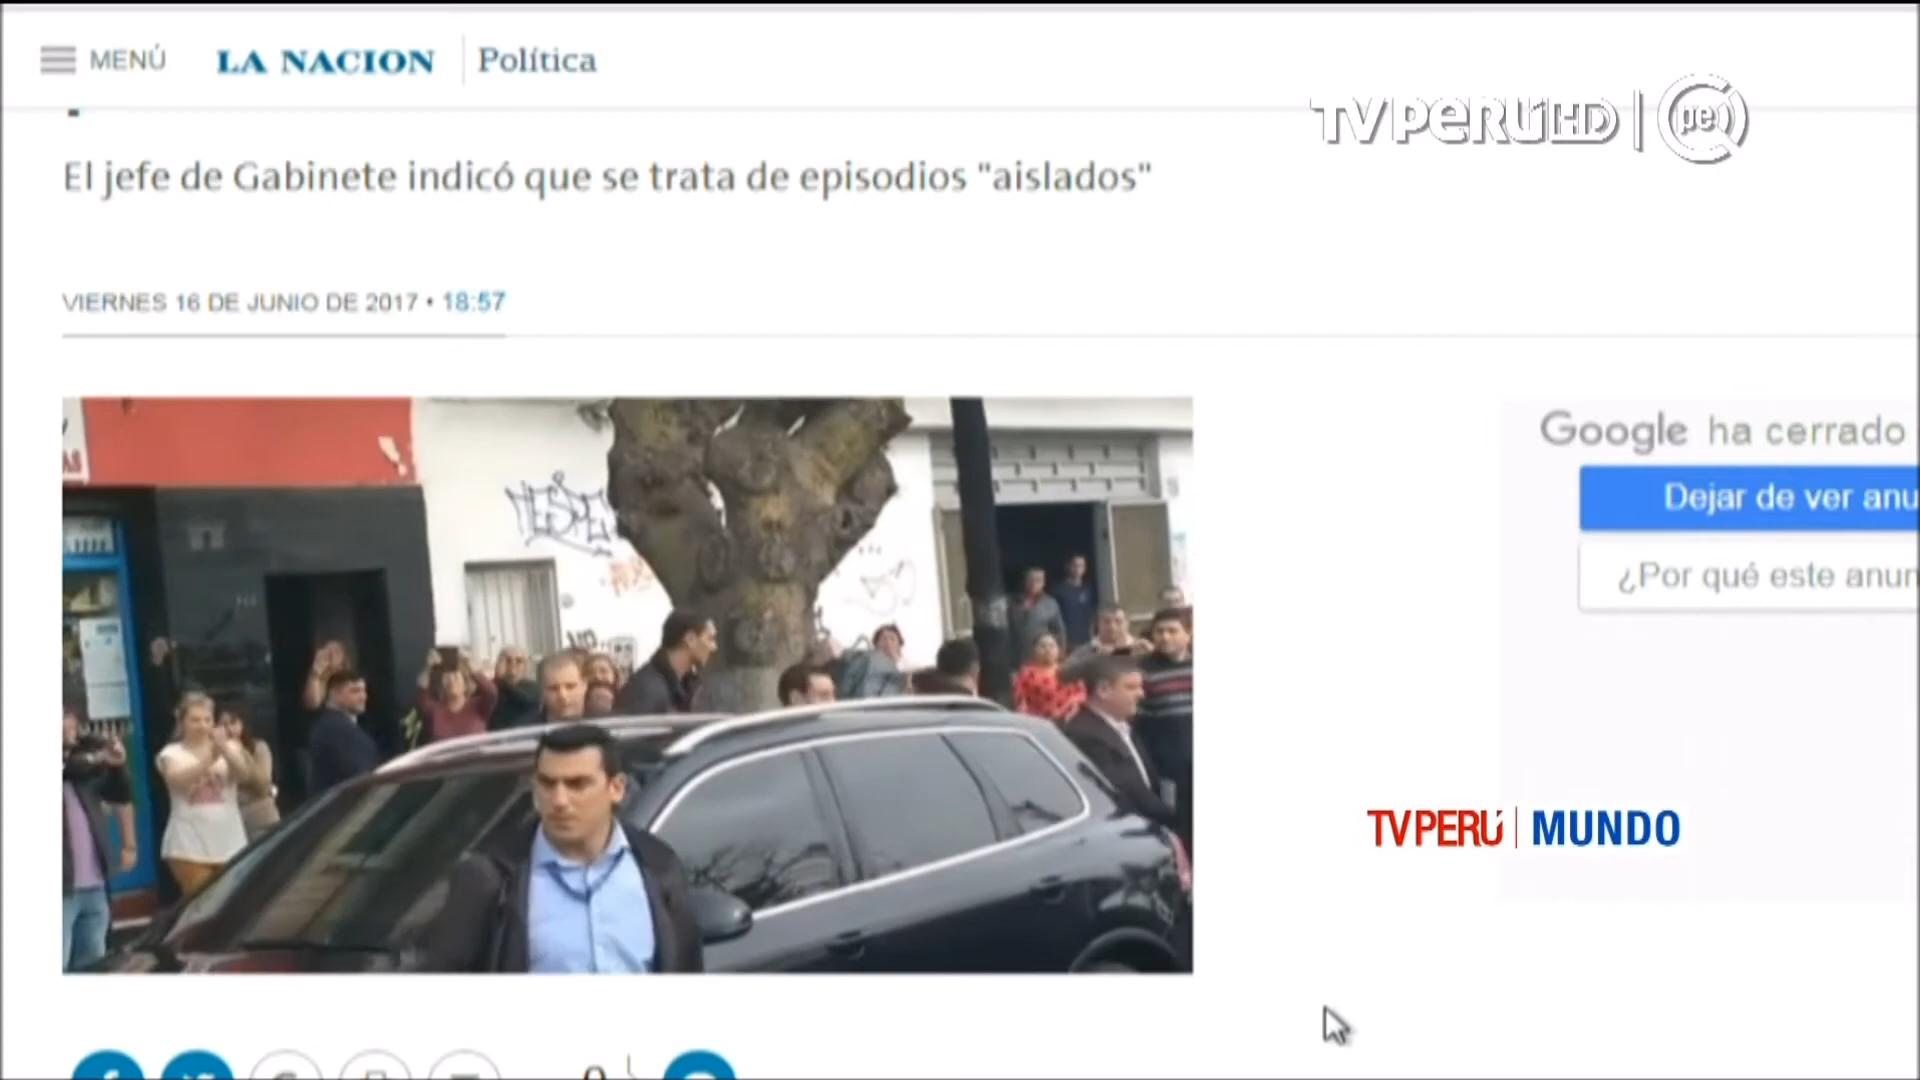 MENÚ LA NACION Política
TVPERÚ HD pe
El jefe de Gabinete indicó que se trata de episodios "aislados"
VIERNES 16 DE JUNIO DE 2017 • 18:57
Google ha cerrado
Dejar de ver anu
¿Por qué este anun
TVPERÚ MUNDO